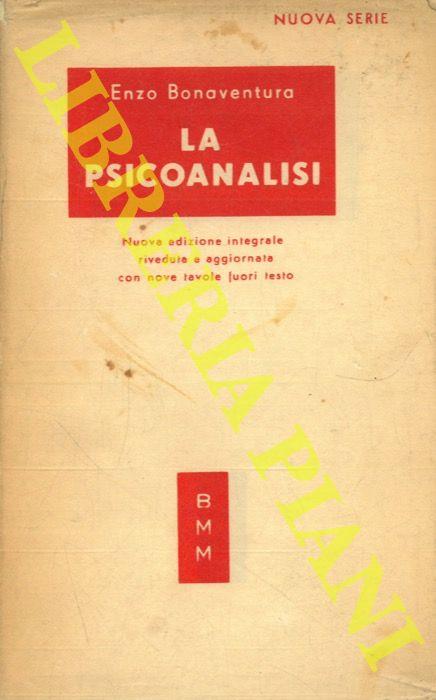 NUOVA SERIE
Enzo Bonaventura
LA
PSICOANALISI
Nuova edizione integrale
riveduta e aggiornata
con nove tavole fuori testo
B
M
M
LIBRERIA PIANI